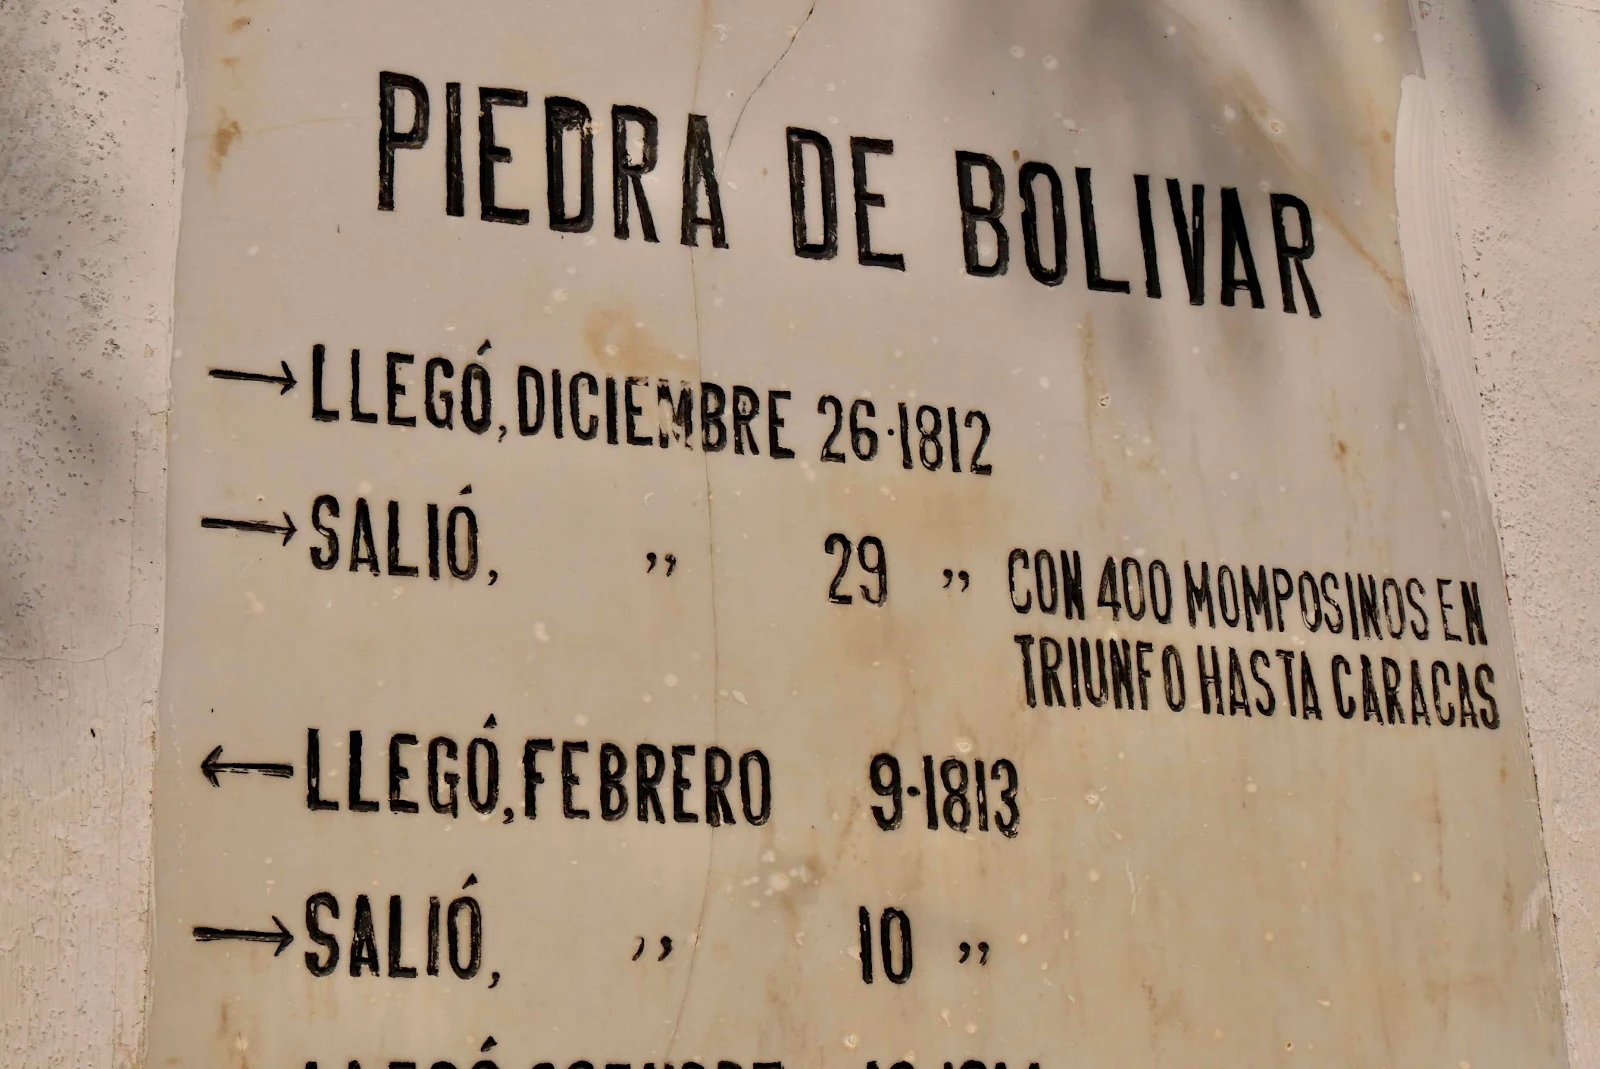 PIEDRA DE BOLIVAR
→ LLEGÓ, DICIEMBRE 26·1812
→ SALIÓ, ,, 29 ,, CON 400 MOMPOSINOS EN
TRIUNFO HASTA CARACAS
← LLEGÓ, FEBRERO 9·1813
→ SALIÓ, ,, 10 ,,
LLEGÓ